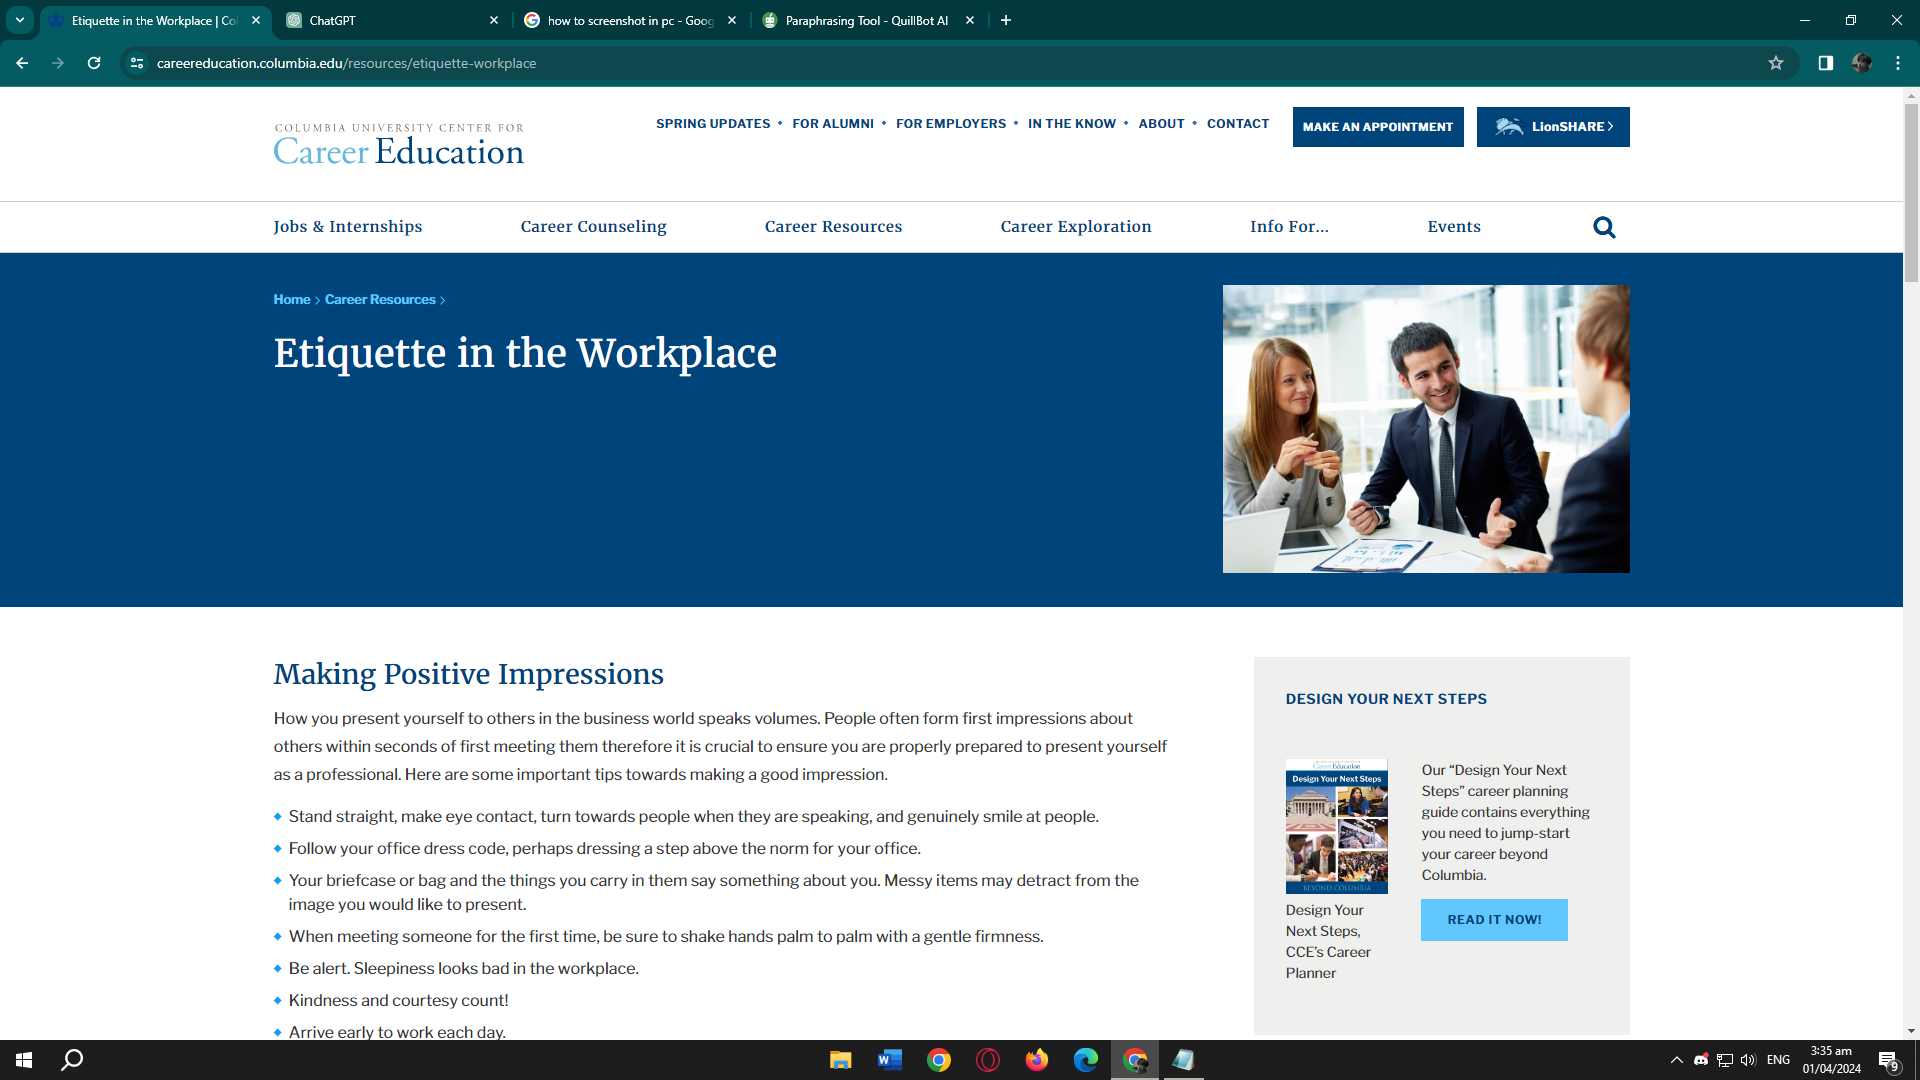 Etiquette in the Workplace | Co
ChatGPT
how to screenshot in pc - Goog
Paraphrasing Tool - QuillBot AI
careereducation.columbia.edu/resources/etiquette-workplace
COLUMBIA UNIVERSITY CENTER FOR
Career Education
SPRING UPDATES
FOR ALUMNI
FOR EMPLOYERS
IN THE KNOW
ABOUT
CONTACT
MAKE AN APPOINTMENT
LionSHARE
Jobs & Internships
Career Counseling
Career Resources
Career Exploration
Info For...
Events
Home > Career Resources >
Etiquette in the Workplace
Making Positive Impressions
How you present yourself to others in the business world speaks volumes. People often form first impressions about
others within seconds of first meeting them therefore it is crucial to ensure you are properly prepared to present yourself
as a professional. Here are some important tips towards making a good impression.
Stand straight, make eye contact, turn towards people when they are speaking, and genuinely smile at people.
Follow your office dress code, perhaps dressing a step above the norm for your office.
Your briefcase or bag and the things you carry in them say something about you. Messy items may detract from the
image you would like to present.
When meeting someone for the first time, be sure to shake hands palm to palm with a gentle firmness.
Be alert. Sleepiness looks bad in the workplace.
Kindness and courtesy count!
Arrive early to work each day.
DESIGN YOUR NEXT STEPS
Career Education
Design Your Next Steps
BEYOND COLUMBIA
Design Your
Next Steps,
CCE's Career
Planner
Our “Design Your Next
Steps” career planning
guide contains everything
you need to jump-start
your career beyond
Columbia.
READ IT NOW!
ENG
3:35 am
01/04/2024
9